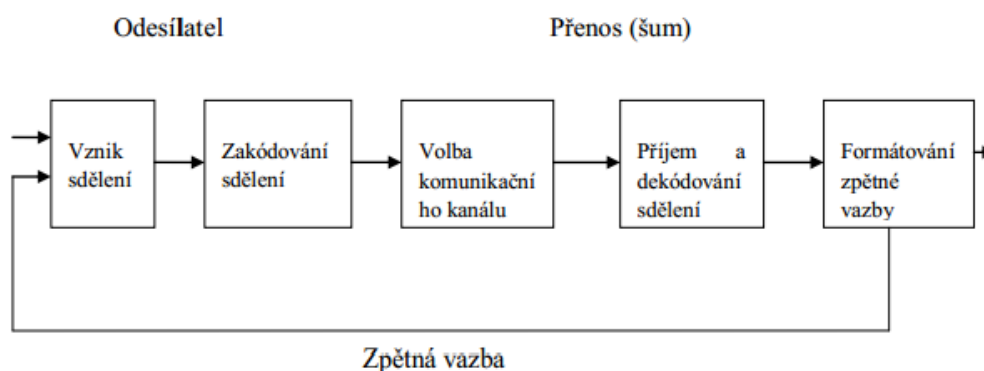 Odesílatel
Přenos (šum)
Vznik
sdělení
Zakódování
sdělení
Volba
komunikační
ho kanálu
Příjem a
dekódování
sdělení
Formátování
zpětné
vazby
Zpětná vazba